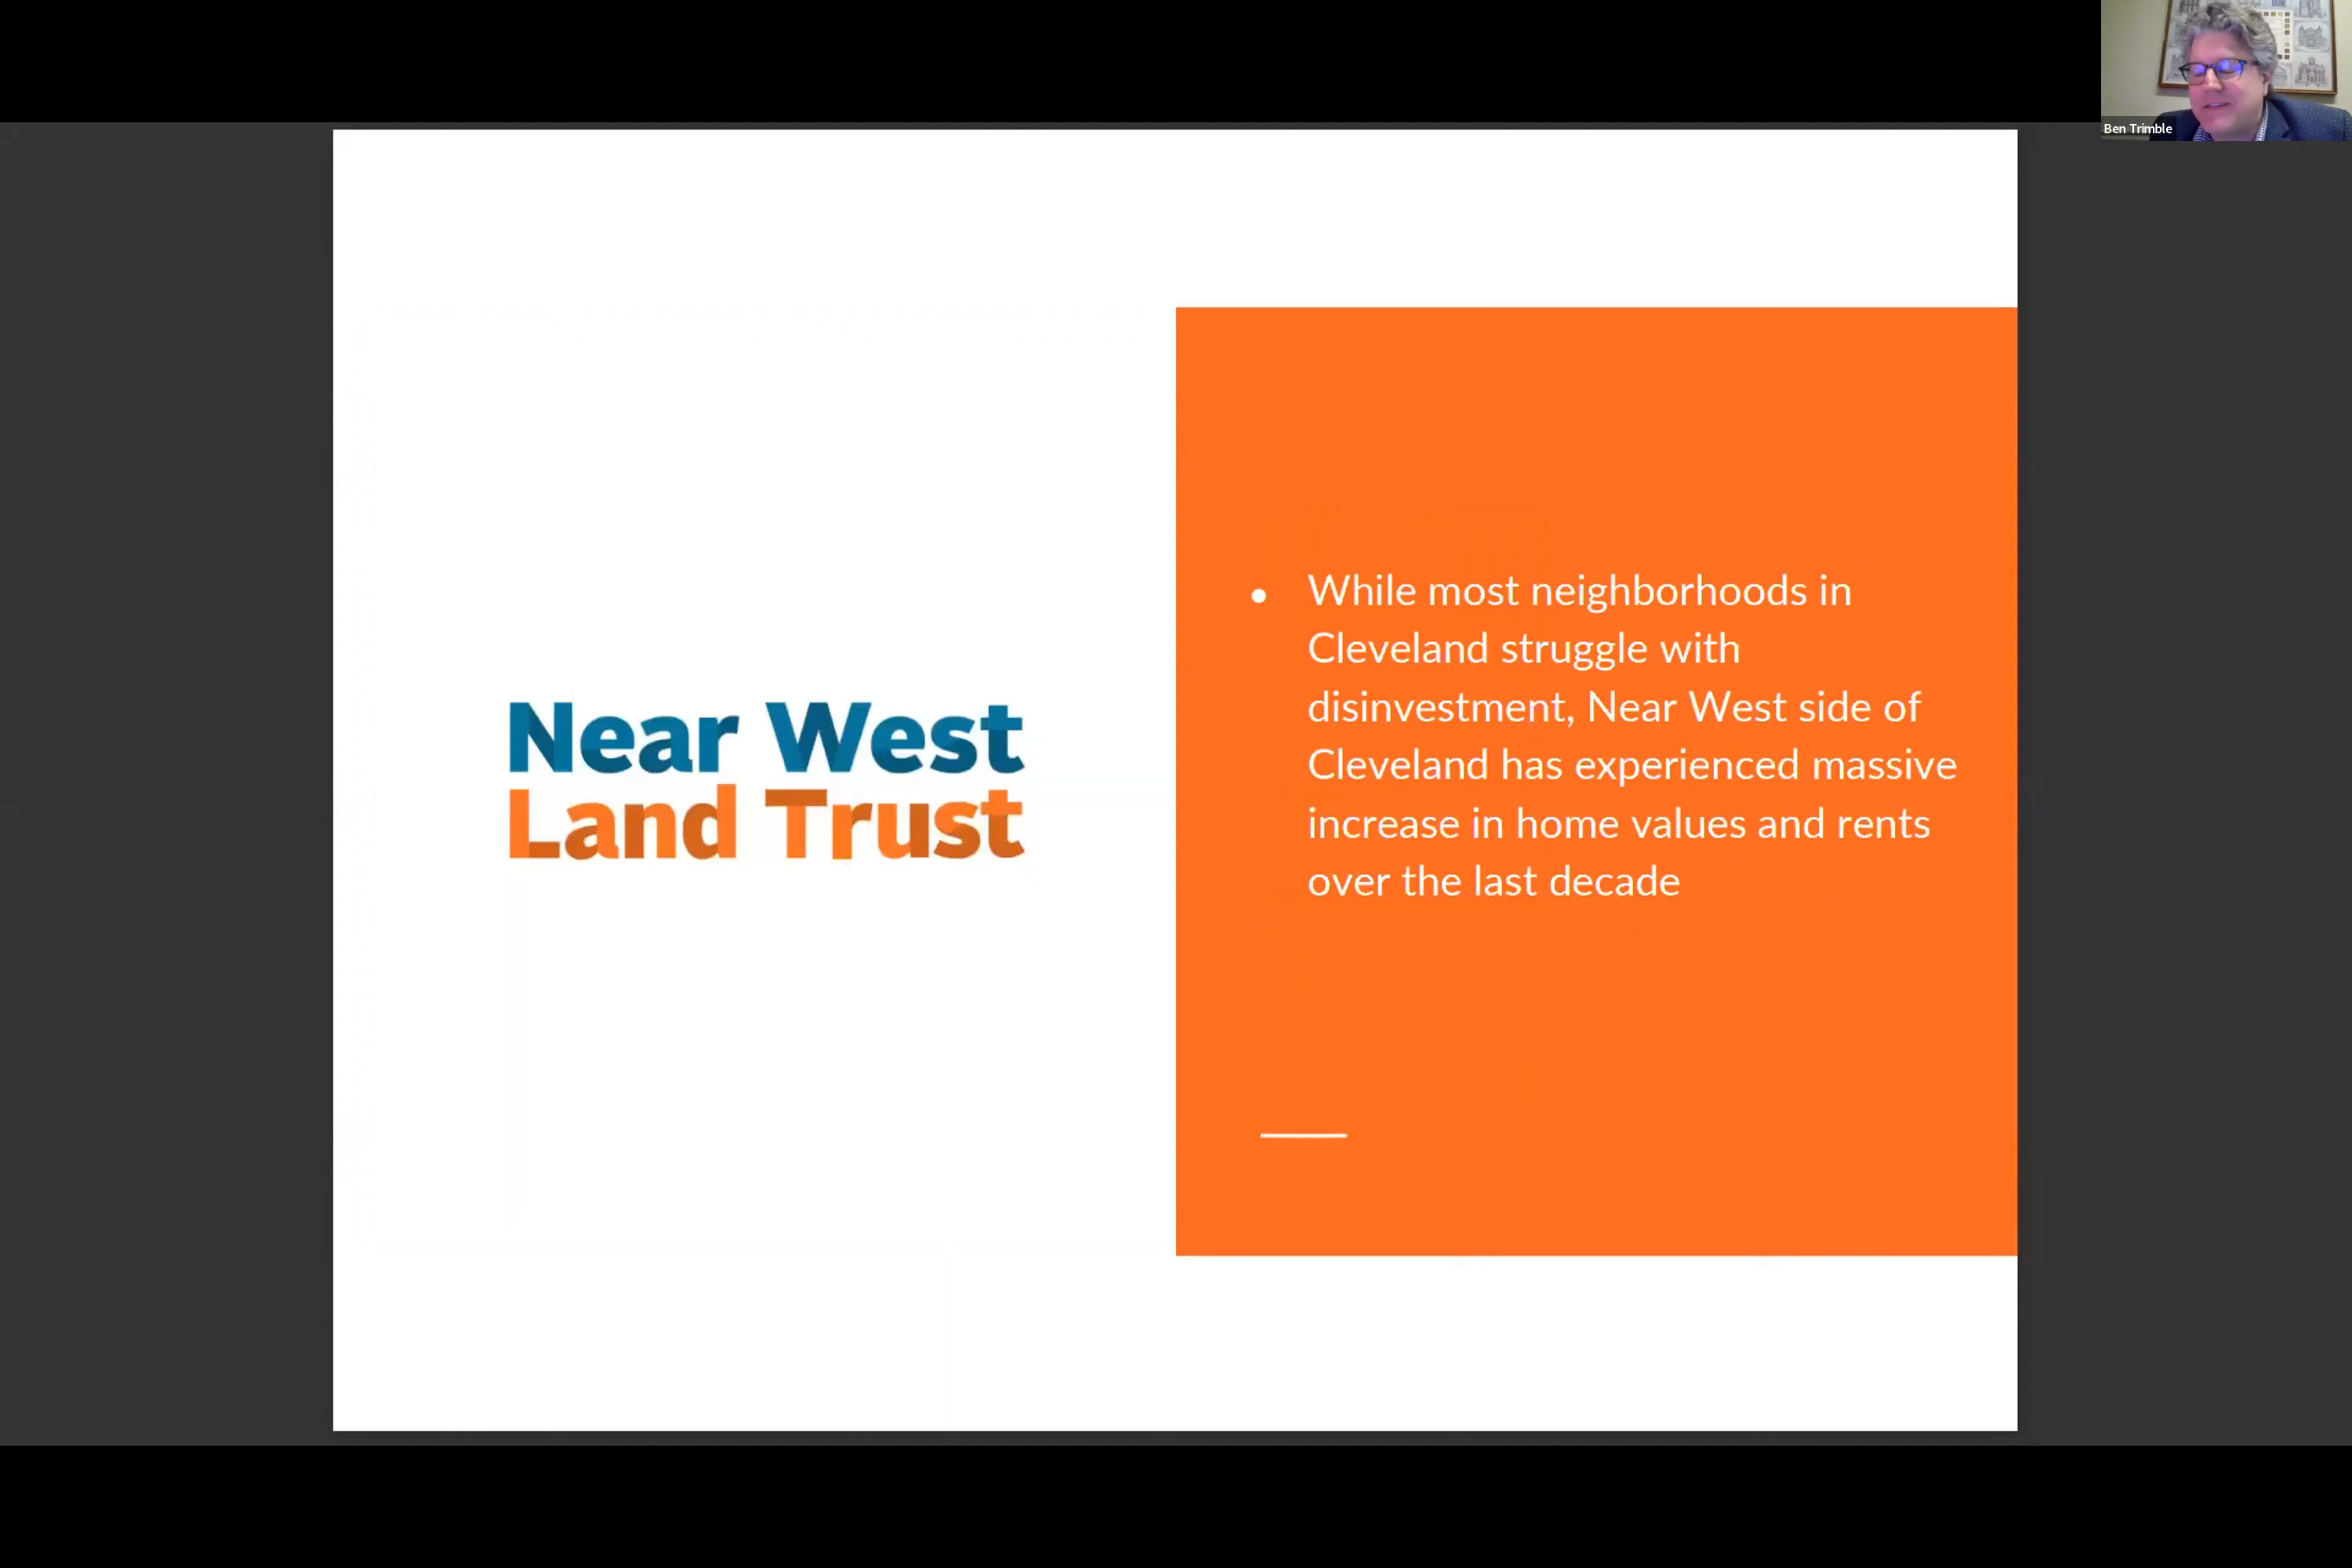 Ben Trimble
Near West
Land Trust
• While most neighborhoods in
Cleveland struggle with
disinvestment, Near West side of
Cleveland has experienced massive
increase in home values and rents
over the last decade